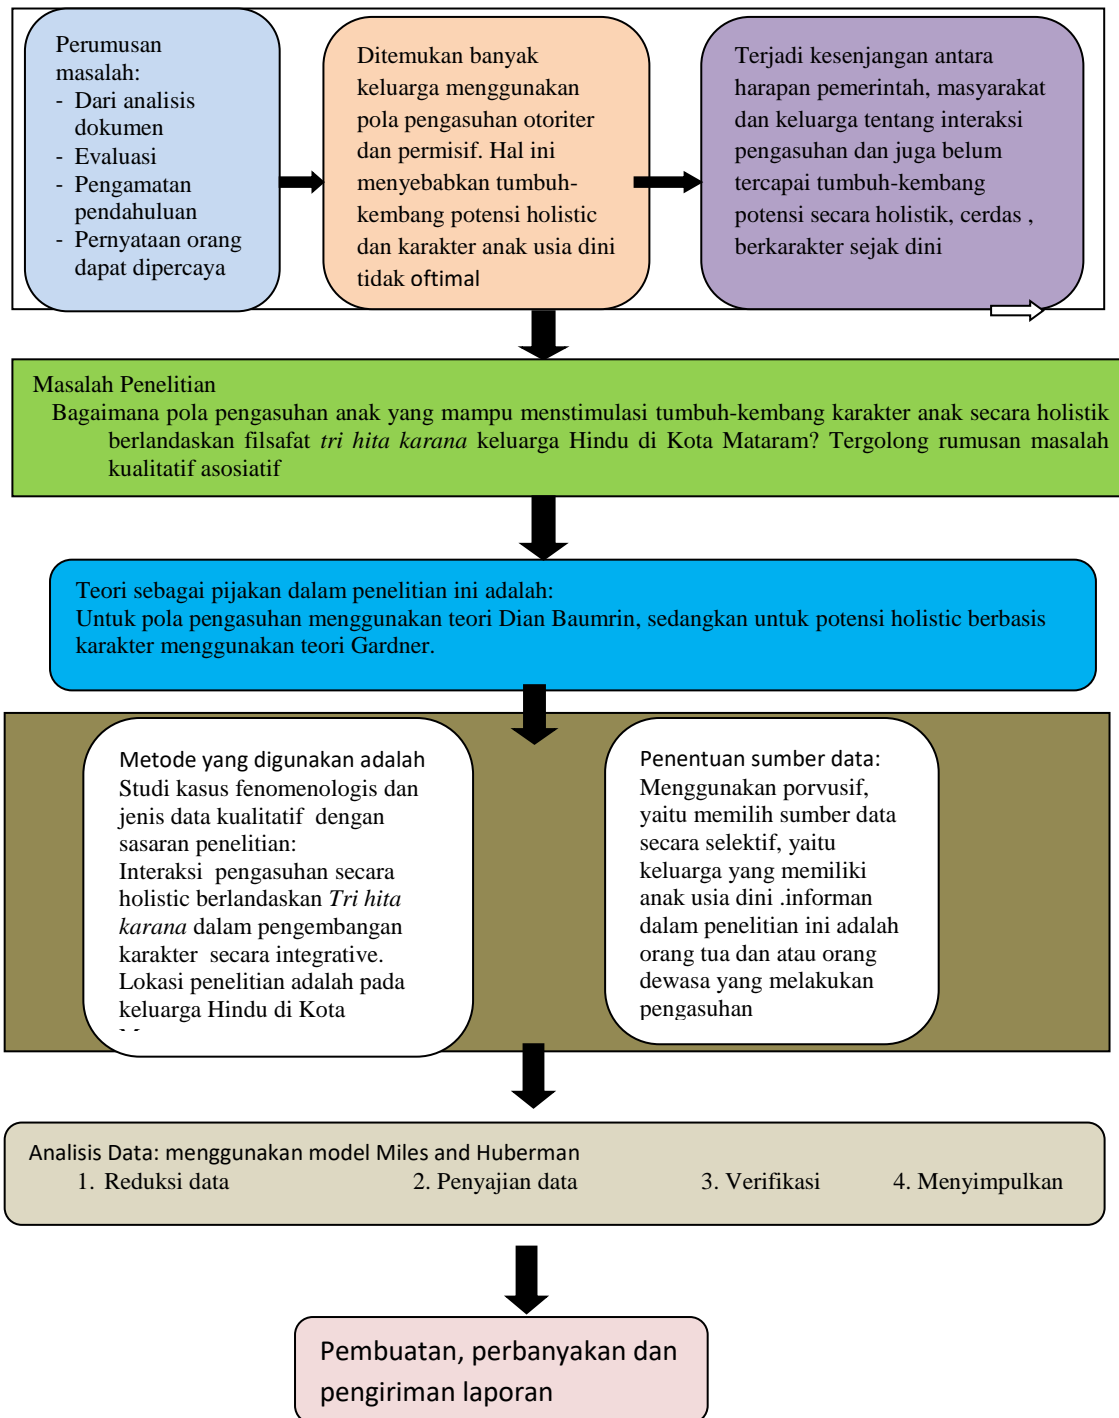 Perumusan
masalah:
- Dari analisis
dokumen
- Evaluasi
- Pengamatan
pendahuluan
- Pernyataan orang
dapat dipercaya
Ditemukan banyak
keluarga menggunakan
pola pengasuhan otoriter
dan permisif. Hal ini
menyebabkan tumbuh-
kembang potensi holistic
dan karakter anak usia dini
tidak oftimal
Terjadi kesenjangan antara
harapan pemerintah, masyarakat
dan keluarga tentang interaksi
pengasuhan dan juga belum
tercapai tumbuh-kembang
potensi secara holistik, cerdas ,
berkarakter sejak dini
Masalah Penelitian
Bagaimana pola pengasuhan anak yang mampu menstimulasi tumbuh-kembang karakter anak secara holistik
berlandaskan filsafat tri hita karana keluarga Hindu di Kota Mataram? Tergolong rumusan masalah
kualitatif asosiatif
Teori sebagai pijakan dalam penelitian ini adalah:
Untuk pola pengasuhan menggunakan teori Dian Baumrin, sedangkan untuk potensi holistic berbasis
karakter menggunakan teori Gardner.
Metode yang digunakan adalah
Studi kasus fenomenologis dan
jenis data kualitatif dengan
sasaran penelitian:
Interaksi pengasuhan secara
holistic berlandaskan Tri hita
karana dalam pengembangan
karakter secara integrative.
Lokasi penelitian adalah pada
keluarga Hindu di Kota
Penentuan sumber data:
Menggunakan porvusif,
yaitu memilih sumber data
secara selektif, yaitu
keluarga yang memiliki
anak usia dini .informan
dalam penelitian ini adalah
orang tua dan atau orang
dewasa yang melakukan
pengasuhan
Analisis Data: menggunakan model Miles and Huberman
1. Reduksi data 2. Penyajian data 3. Verifikasi 4. Menyimpulkan
Pembuatan, perbanyakan dan
pengiriman laporan